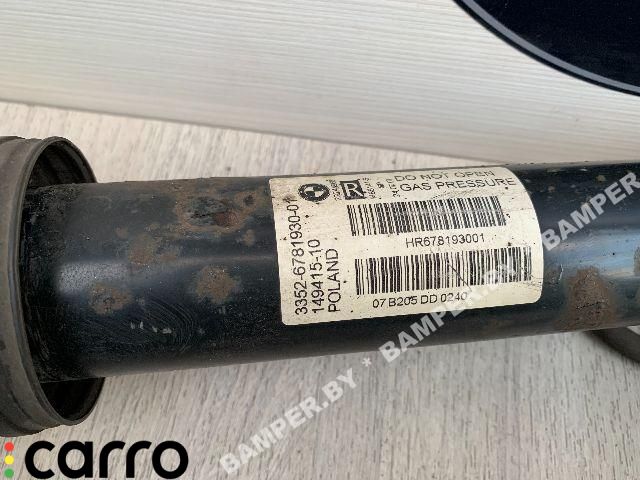 DO NOT OPEN
GAS PRESSURE
R
3352-6781930-01
149415-10
POLAND
HR678193001
07 B205 DD 0240
BAMPER.BY * BAMPER.BY * BAMPER.BY
carro